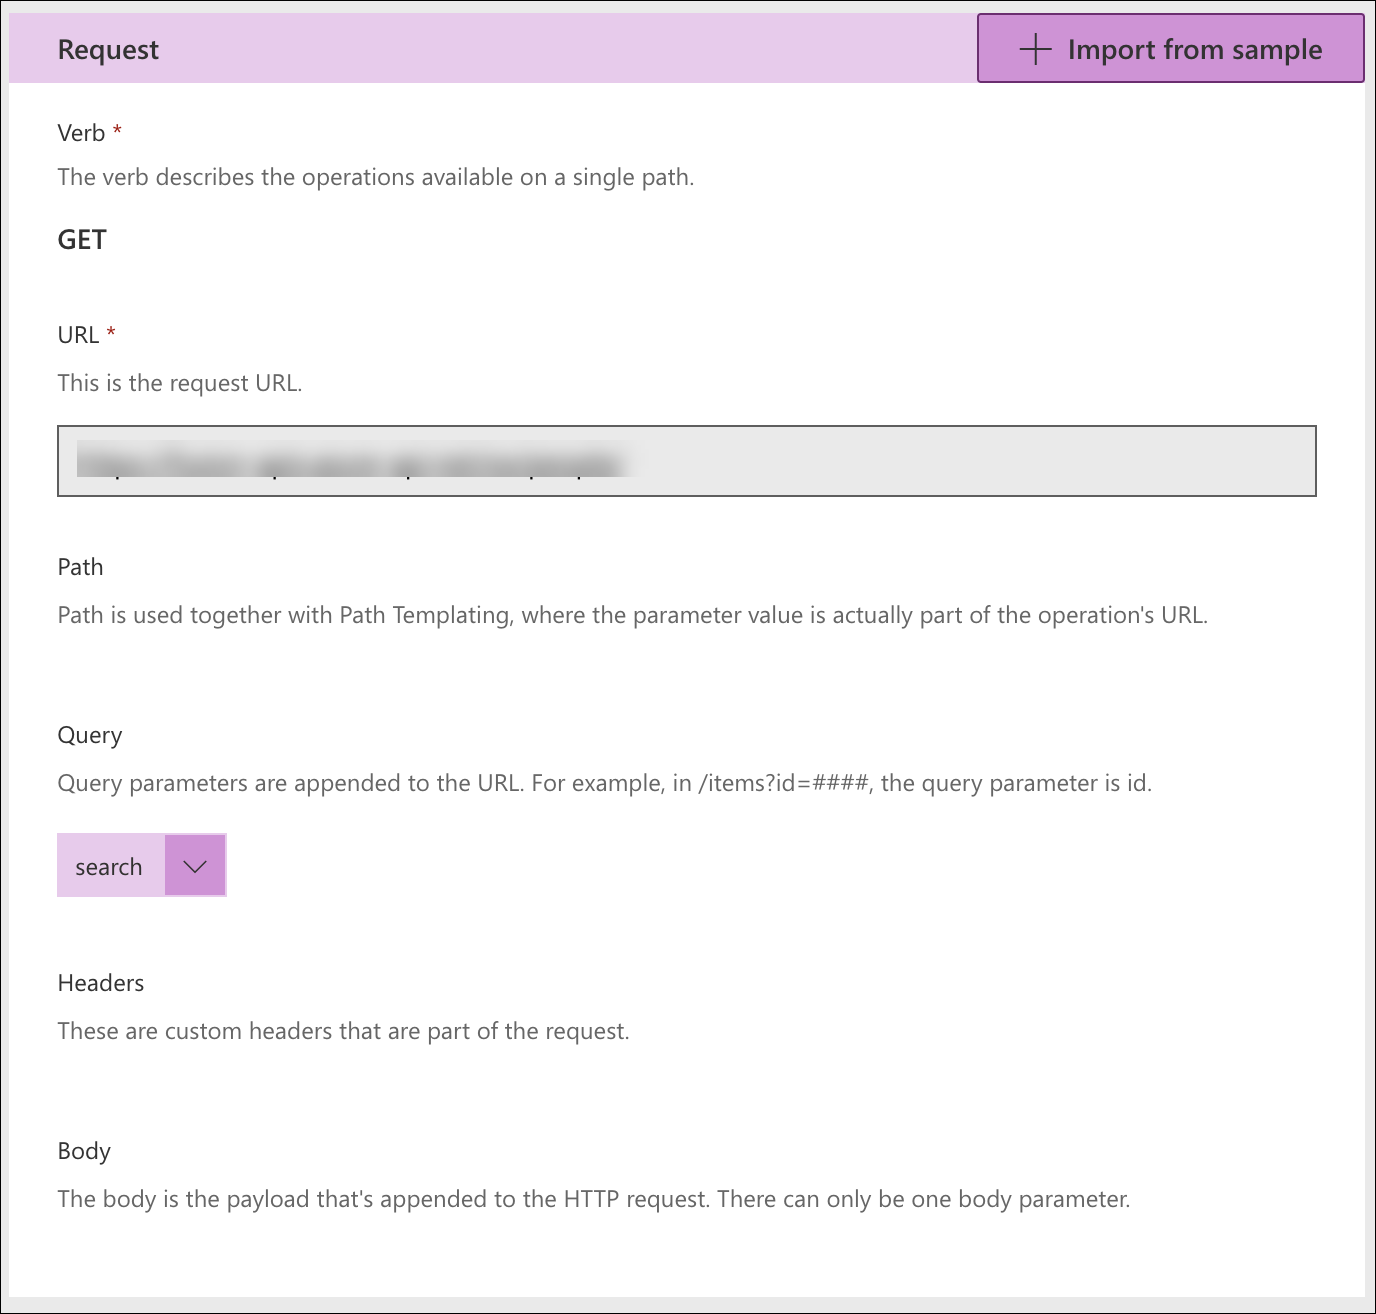 Request
Import from sample
Verb *
The verb describes the operations available on a single path.
GET
URL *
This is the request URL.
Path
Path is used together with Path Templating, where the parameter value is actually part of the operation's URL.
Query
Query parameters are appended to the URL. For example, in /items?id=####, the query parameter is id.
search
Headers
These are custom headers that are part of the request.
Body
The body is the payload that's appended to the HTTP request. There can only be one body parameter.